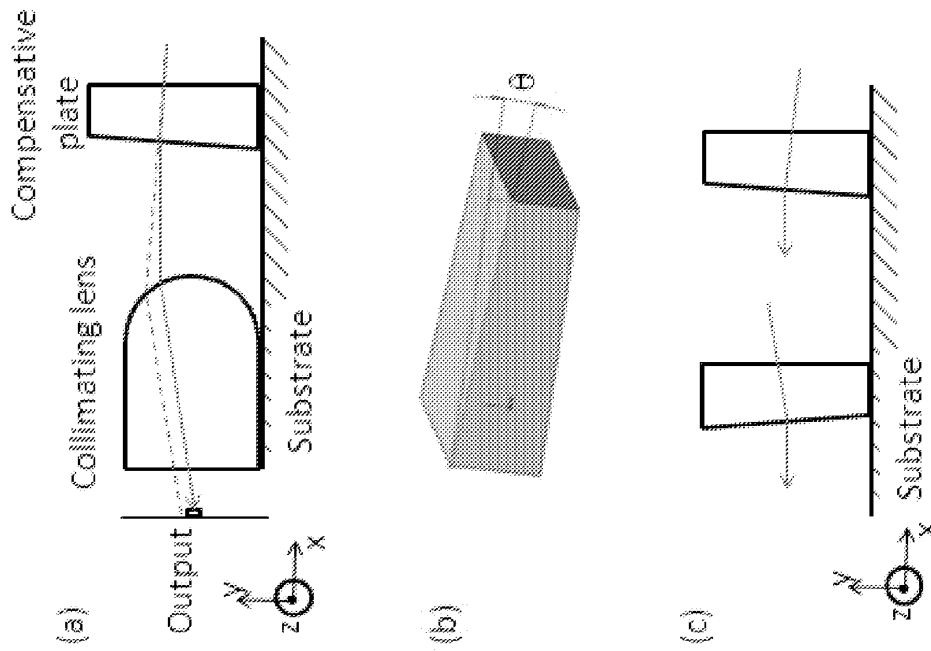 (a)
Compensative
plate
Collimating lens
Output
Substrate
y
z
x
(b)
Θ
(c)
Substrate
y
z
x